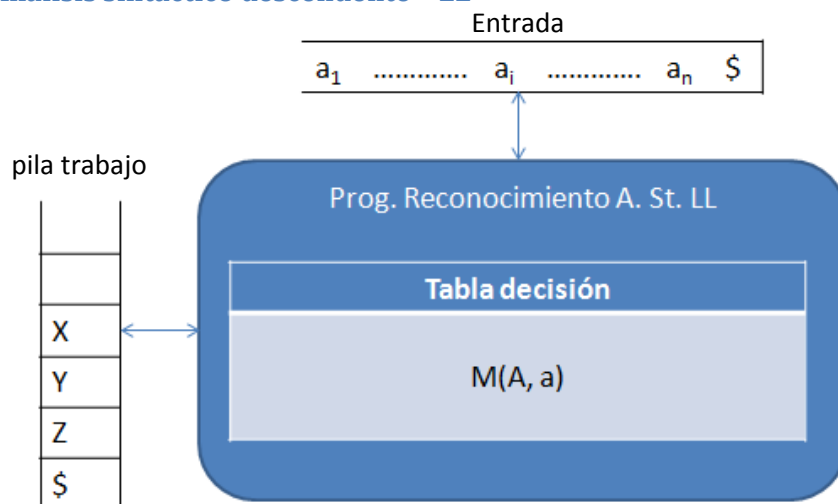 Entrada
a1 ............. ai ............. an $
pila trabajo
Prog. Reconocimiento A. St. LL
Tabla decisión
X
M(A, a)
Y
Z
$